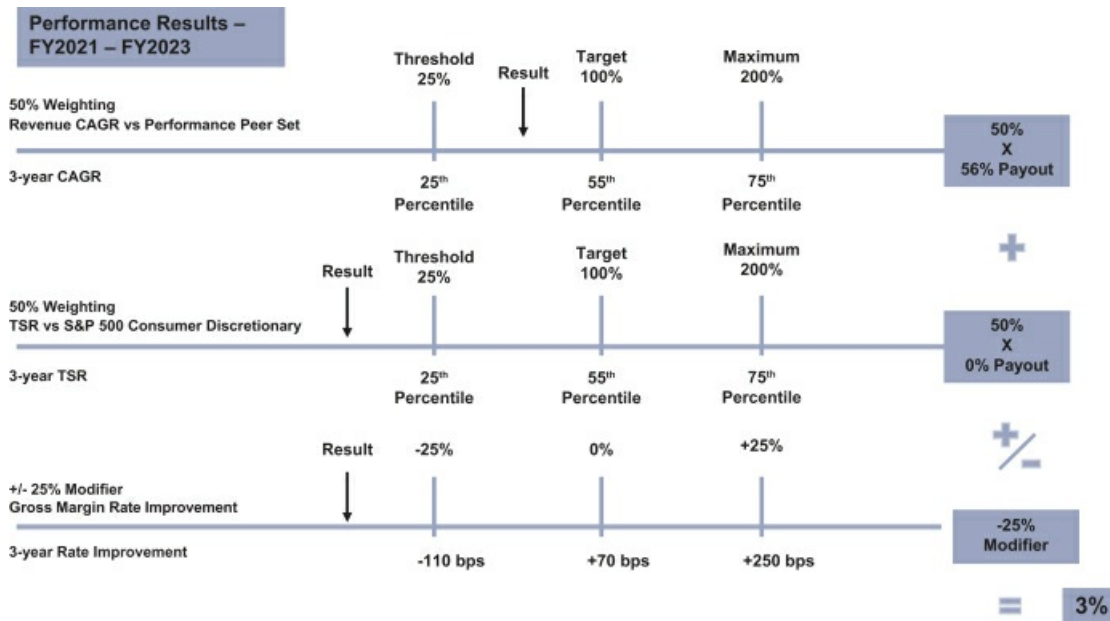 Performance Results –
FY2021 – FY2023
Threshold
25%
Result
Target
100%
Maximum
200%
50% Weighting
Revenue CAGR vs Performance Peer Set
50%
X
56% Payout
3-year CAGR
25th
Percentile
55th
Percentile
75th
Percentile
+
Result
Threshold
25%
Target
100%
Maximum
200%
50% Weighting
TSR vs S&P 500 Consumer Discretionary
50%
X
0% Payout
3-year TSR
25th
Percentile
55th
Percentile
75th
Percentile
Result
-25%
0%
+25%
+/-
+/- 25% Modifier
Gross Margin Rate Improvement
-25%
Modifier
3-year Rate Improvement
-110 bps
+70 bps
+250 bps
=
3%